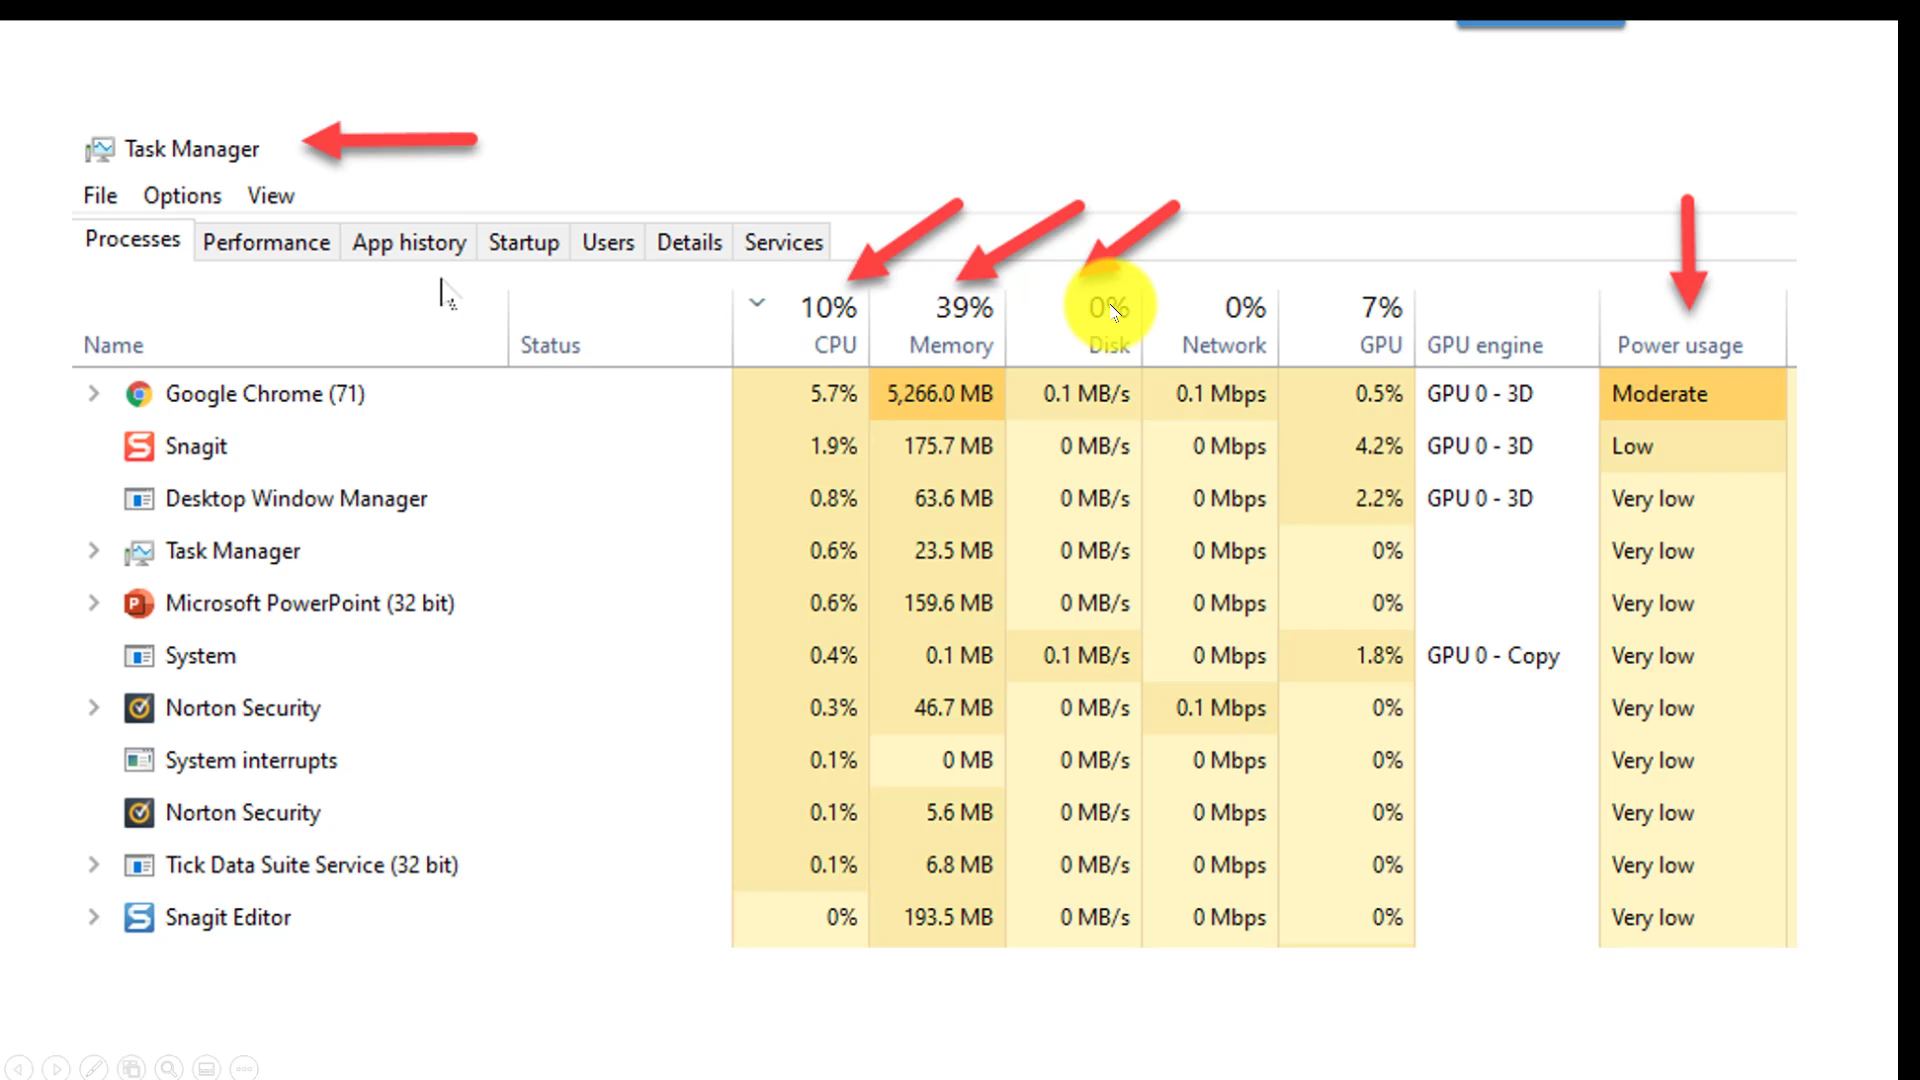 Task Manager
File Options View
Processes Performance App history Startup Users Details Services
10% 39% 0% 0% 7%
Name Status CPU Memory Disk Network GPU GPU engine Power usage
Google Chrome (71) 5.7% 5,266.0 MB 0.1 MB/s 0.1 Mbps 0.5% GPU 0 - 3D Moderate
Snagit 1.9% 175.7 MB 0 MB/s 0 Mbps 4.2% GPU 0 - 3D Low
Desktop Window Manager 0.8% 63.6 MB 0 MB/s 0 Mbps 2.2% GPU 0 - 3D Very low
Task Manager 0.6% 23.5 MB 0 MB/s 0 Mbps 0% Very low
Microsoft PowerPoint (32 bit) 0.6% 159.6 MB 0 MB/s 0 Mbps 0% Very low
System 0.4% 0.1 MB 0.1 MB/s 0 Mbps 1.8% GPU 0 - Copy Very low
Norton Security 0.3% 46.7 MB 0 MB/s 0.1 Mbps 0% Very low
System interrupts 0.1% 0 MB 0 MB/s 0 Mbps 0% Very low
Norton Security 0.1% 5.6 MB 0 MB/s 0 Mbps 0% Very low
Tick Data Suite Service (32 bit) 0.1% 6.8 MB 0 MB/s 0 Mbps 0% Very low
Snagit Editor 0% 193.5 MB 0 MB/s 0 Mbps 0% Very low